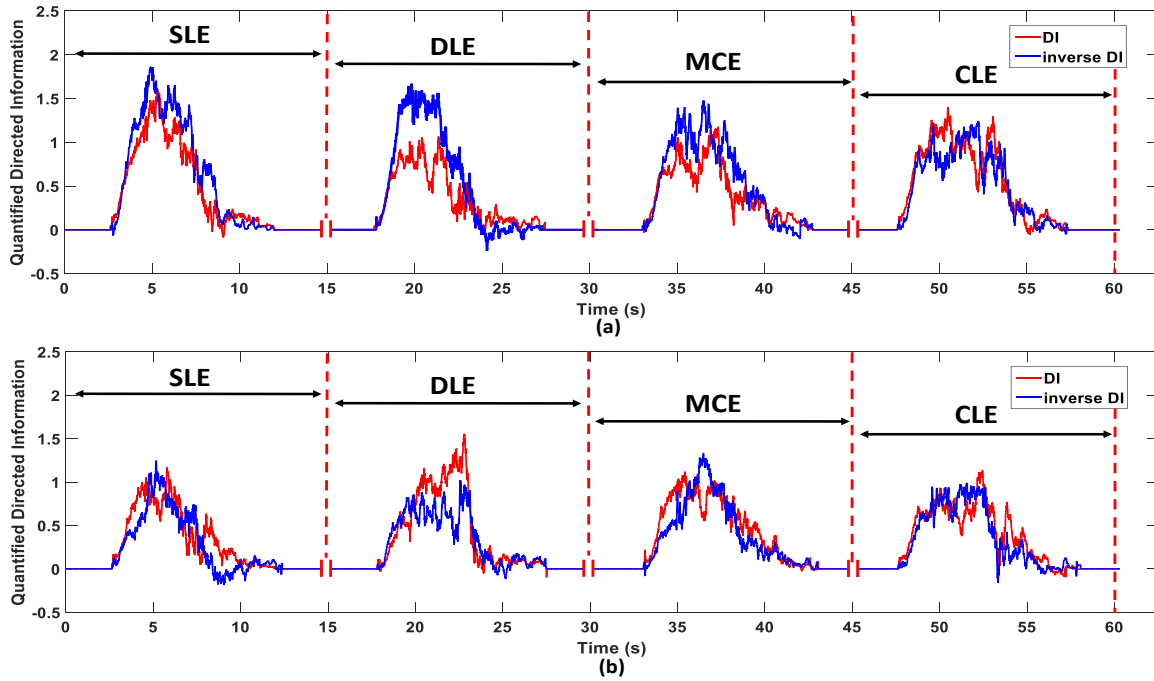 SLE
DLE
MCE
CLE
DI
inverse DI
Quantified Directed Information
2.5
2
1.5
1
0.5
0
-0.5
0 5 10 15 20 25 30 35 40 45 50 55 60
Time (s)
(a)
SLE
DLE
MCE
CLE
DI
inverse DI
Quantified Directed Information
2.5
2
1.5
1
0.5
0
-0.5
0 5 10 15 20 25 30 35 40 45 50 55 60
Time (s)
(b)